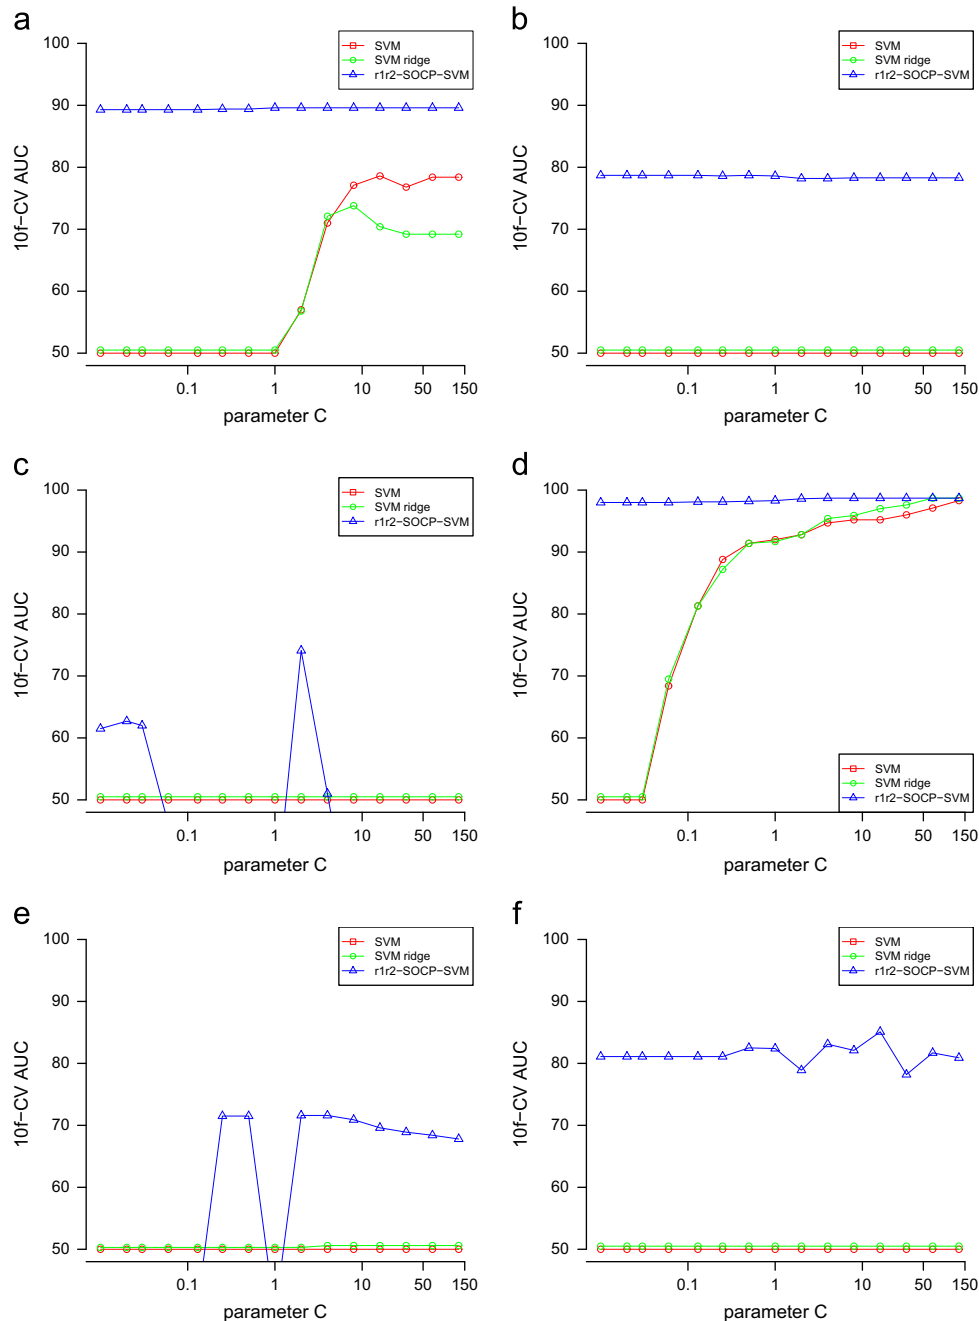 a
100
90
80
70
60
50
10f-CV AUC
0.1 1 10 50 150
parameter C
SVM
SVM ridge
r1r2-SOCP-SVM
b
100
90
80
70
60
50
10f-CV AUC
0.1 1 10 50 150
parameter C
SVM
SVM ridge
r1r2-SOCP-SVM
c
100
90
80
70
60
50
10f-CV AUC
0.1 1 10 50 150
parameter C
SVM
SVM ridge
r1r2-SOCP-SVM
d
100
90
80
70
60
50
10f-CV AUC
0.1 1 10 50 150
parameter C
SVM
SVM ridge
r1r2-SOCP-SVM
e
100
90
80
70
60
50
10f-CV AUC
0.1 1 10 50 150
parameter C
SVM
SVM ridge
r1r2-SOCP-SVM
f
100
90
80
70
60
50
10f-CV AUC
0.1 1 10 50 150
parameter C
SVM
SVM ridge
r1r2-SOCP-SVM